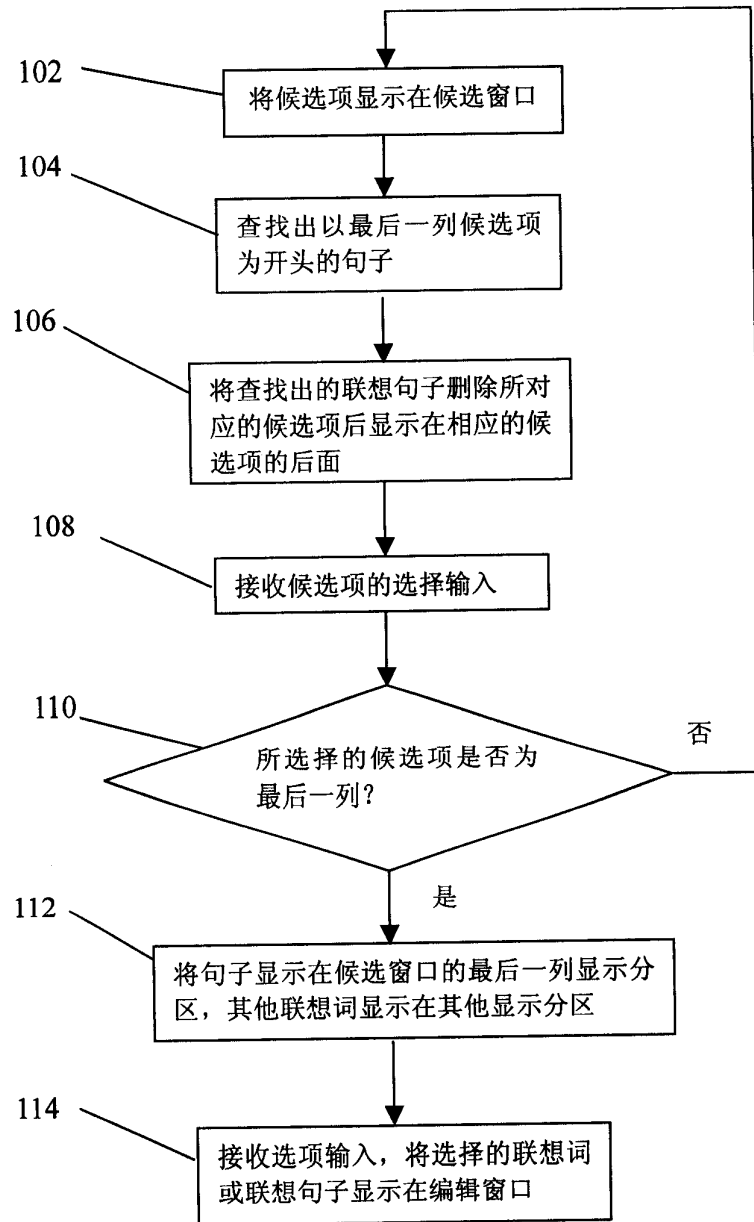 102
将候选项显示在候选窗口
104
查找出以最后一列候选项
为开头的句子
106
将查找出的联想句子删除所对
应的候选项后显示在相应的候
选项的后面
108
接收候选项的选择输入
110
所选择的候选项是否为
最后一列？
否
是
112
将句子显示在候选窗口的最后一列显示分
区，其他联想词显示在其他显示分区
114
接收选项输入，将选择的联想词
或联想句子显示在编辑窗口